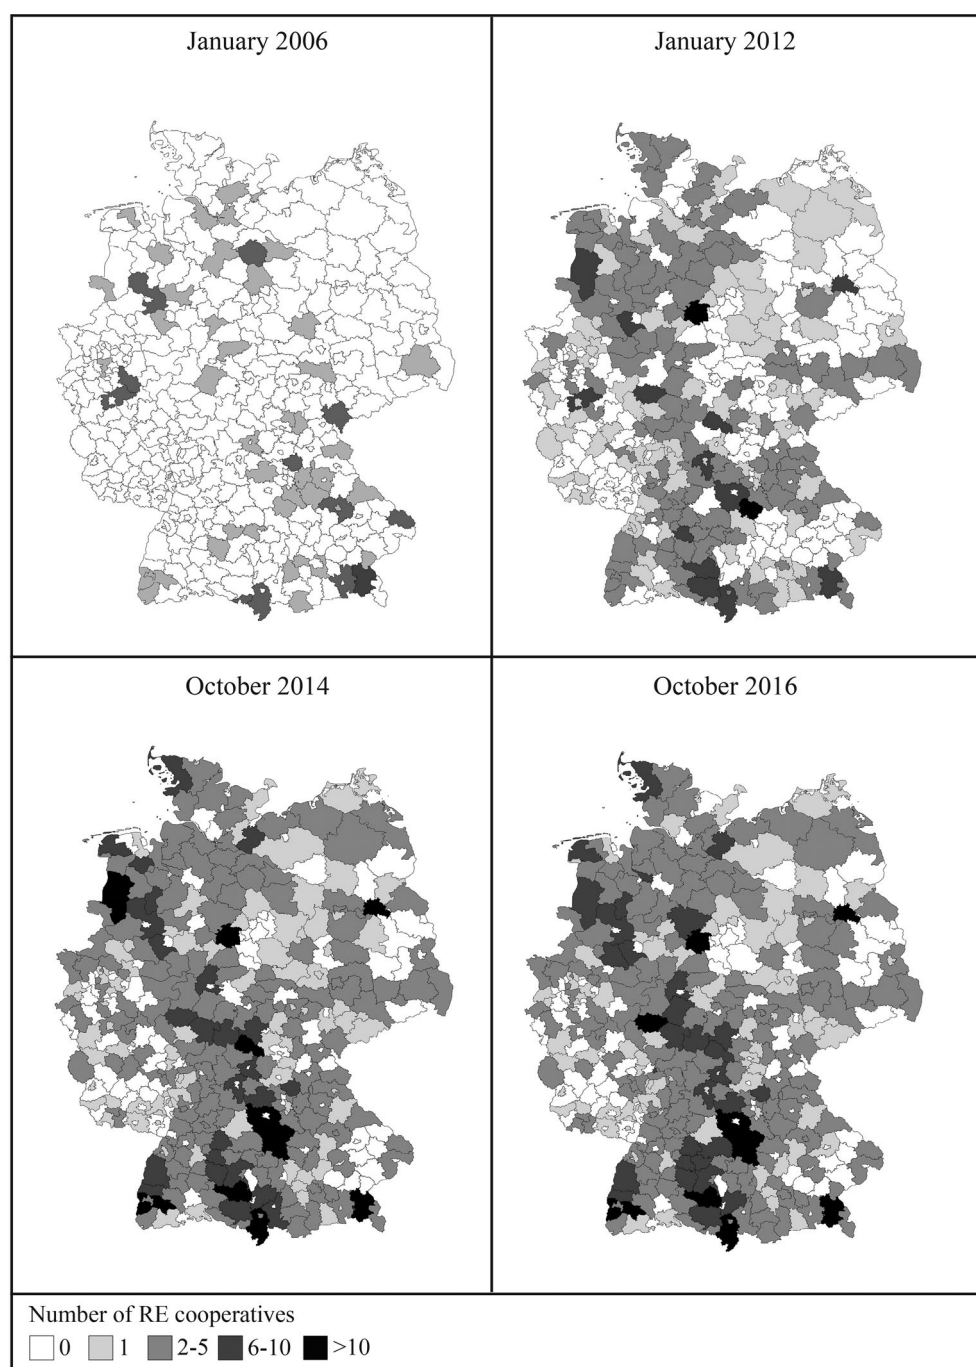 January 2006
January 2012
October 2014
October 2016
Number of RE cooperatives
0 1 2-5 6-10 >10